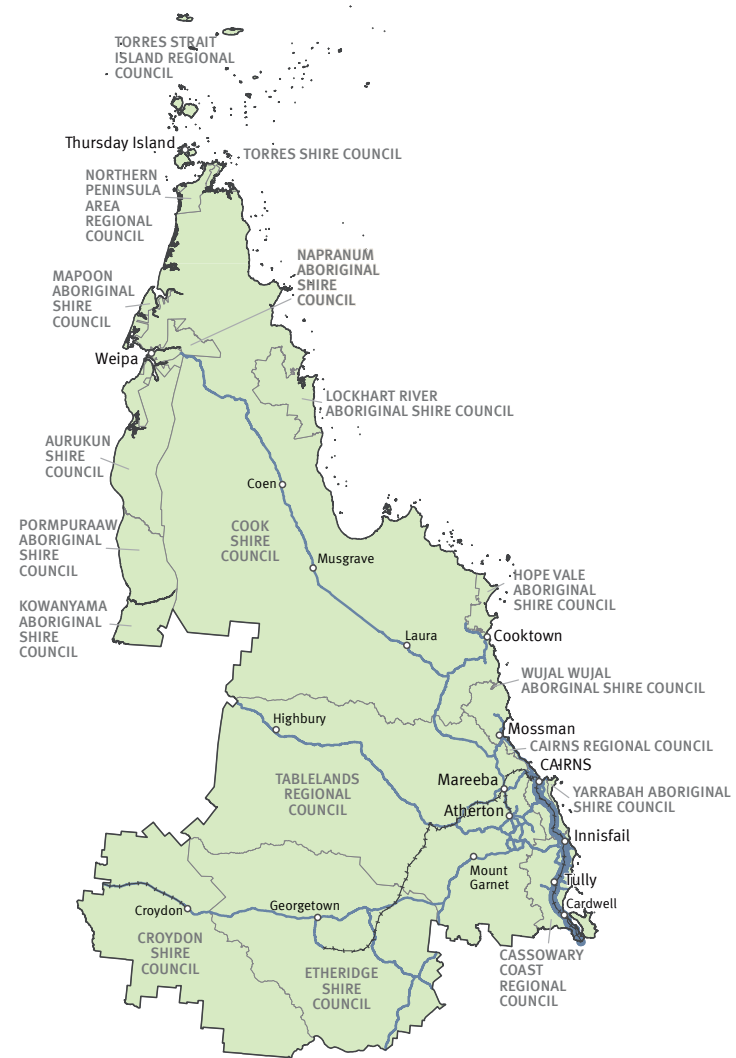 TORRES STRAIT
ISLAND REGIONAL
COUNCIL
Thursday Island
TORRES SHIRE COUNCIL
NORTHERN
PENINSULA
AREA
REGIONAL
COUNCIL
NAPRANUM
ABORIGINAL
SHIRE
COUNCIL
MAPOON
ABORIGINAL
SHIRE
COUNCIL
Weipa
LOCKHART RIVER
ABORIGINAL SHIRE COUNCIL
AURUKUN
SHIRE
COUNCIL
Coen
PORMPURAAW
ABORIGINAL
SHIRE
COUNCIL
COOK
SHIRE
COUNCIL
Musgrave
HOPE VALE
ABORIGINAL
SHIRE COUNCIL
KOWANYAMA
ABORIGINAL
SHIRE
COUNCIL
Laura
Cooktown
WUJAL WUJAL
ABORGINAL SHIRE COUNCIL
Highbury
Mossman
CAIRNS REGIONAL COUNCIL
CAIRNS
TABLELANDS
REGIONAL
COUNCIL
Mareeba
YARRABAH ABORIGINAL
SHIRE COUNCIL
Atherton
Innisfail
Mount
Garnet
Tully
Cardwell
Croydon
Georgetown
CROYDON
SHIRE
COUNCIL
ETHERIDGE
SHIRE
COUNCIL
CASSOWARY
COAST
REGIONAL
COUNCIL